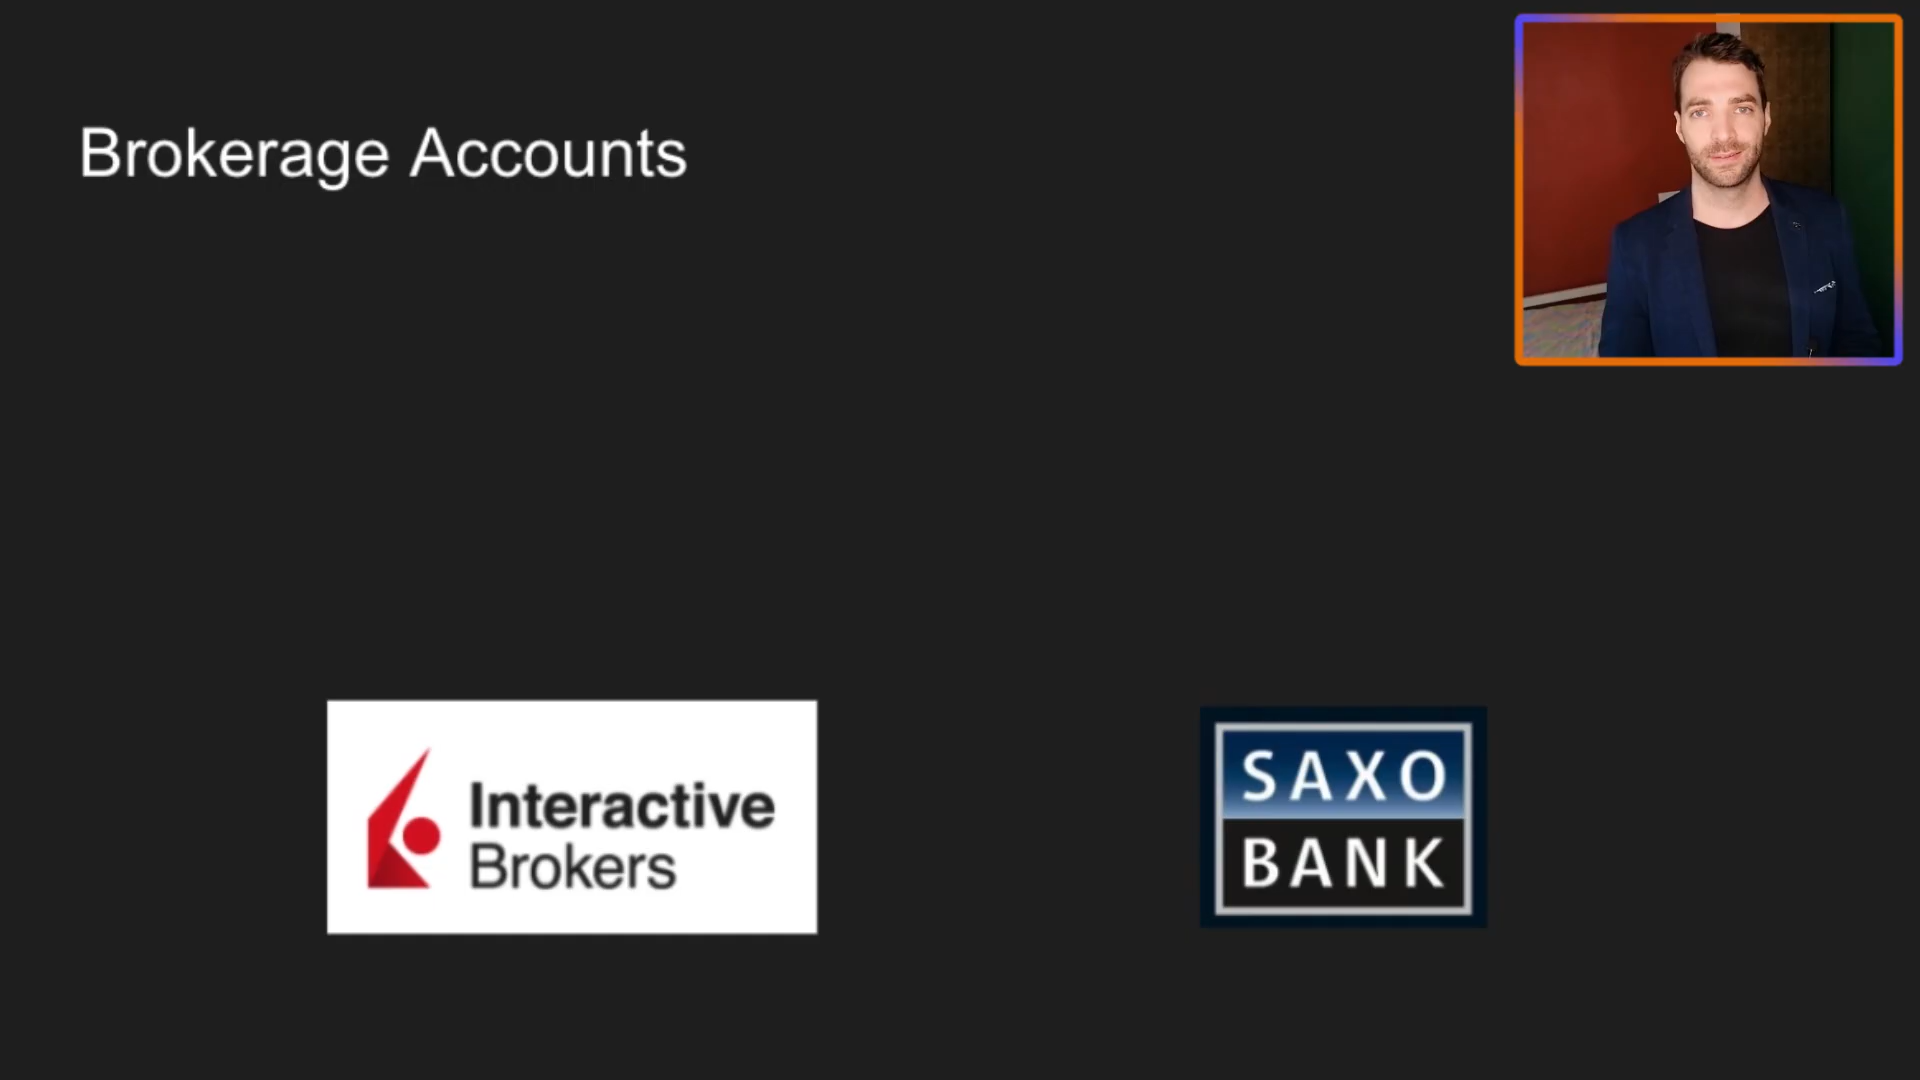 Brokerage Accounts
Interactive
Brokers
SAXO
BANK